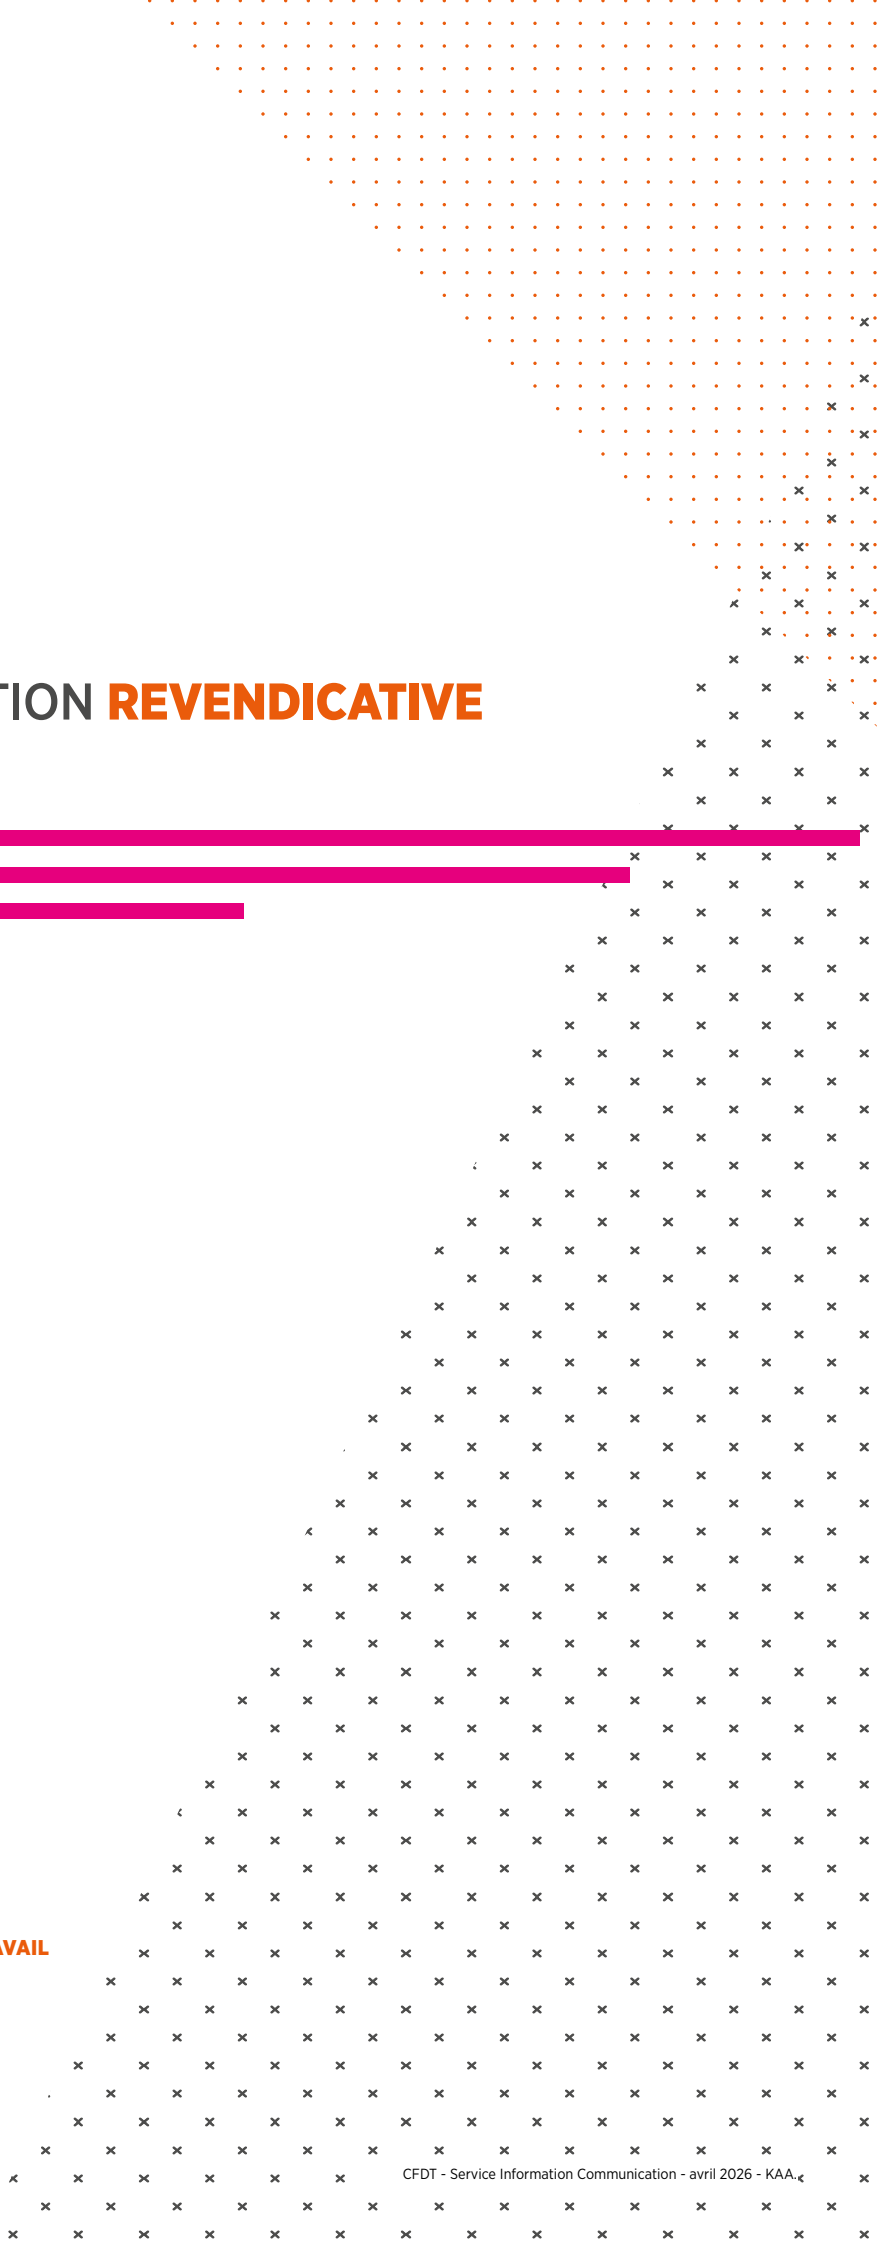 TION REVENDICATIVE
AVAIL
CFDT - Service Information Communication - avril 2026 - KAA.